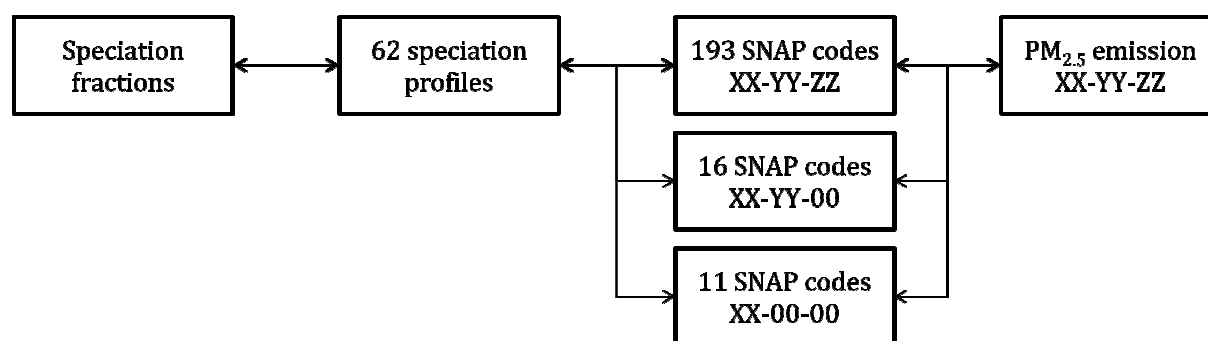 Speciation
fractions
62 speciation
profiles
193 SNAP codes
XX-YY-ZZ
PM2.5 emission
XX-YY-ZZ
16 SNAP codes
XX-YY-00
11 SNAP codes
XX-00-00